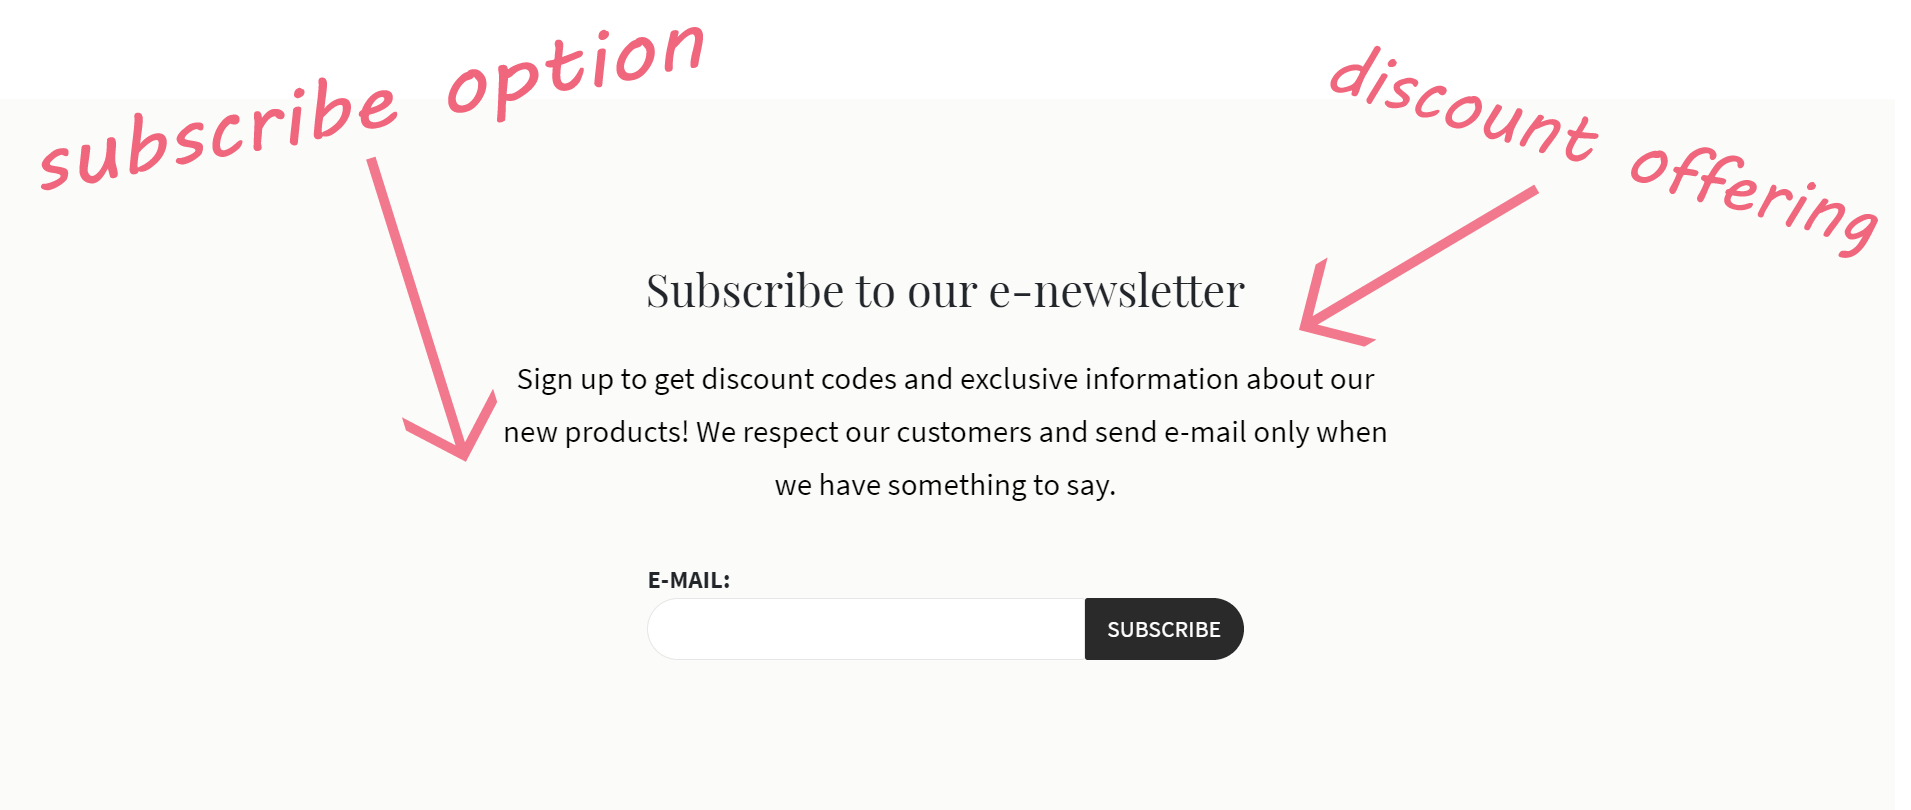 subscribe option
discount offering
Subscribe to our e-newsletter
Sign up to get discount codes and exclusive information about our
new products! We respect our customers and send e-mail only when
we have something to say.
E-MAIL:
SUBSCRIBE